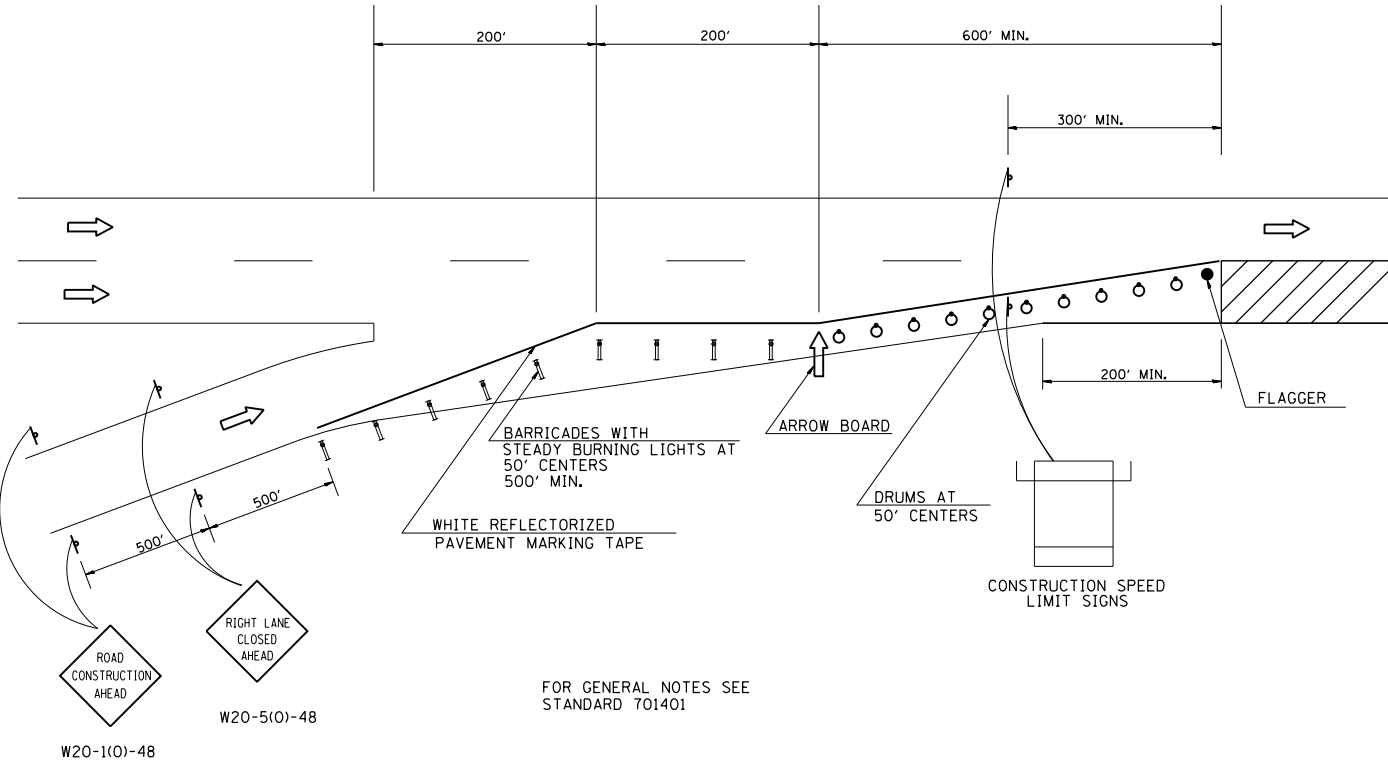 200'
200'
600' MIN.
300' MIN.
200' MIN.
FLAGGER
ARROW BOARD
BARRICADES WITH
STEADY BURNING LIGHTS AT
50' CENTERS
500' MIN.
500'
500'
WHITE REFLECTORIZED
PAVEMENT MARKING TAPE
DRUMS AT
50' CENTERS
CONSTRUCTION SPEED
LIMIT SIGNS
RIGHT LANE
CLOSED
AHEAD
W20-5(O)-48
ROAD
CONSTRUCTION
AHEAD
W20-1(O)-48
FOR GENERAL NOTES SEE
STANDARD 701401